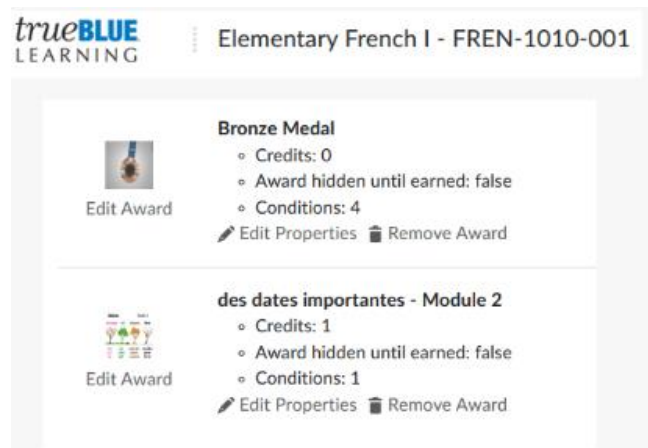 trueBLUE
LEARNING
Elementary French I - FREN-1010-001
Bronze Medal
Credits: 0
Award hidden until earned: false
Conditions: 4
Edit Award
Edit Properties Remove Award
des dates importantes - Module 2
Credits: 1
Award hidden until earned: false
Conditions: 1
Edit Award
Edit Properties Remove Award